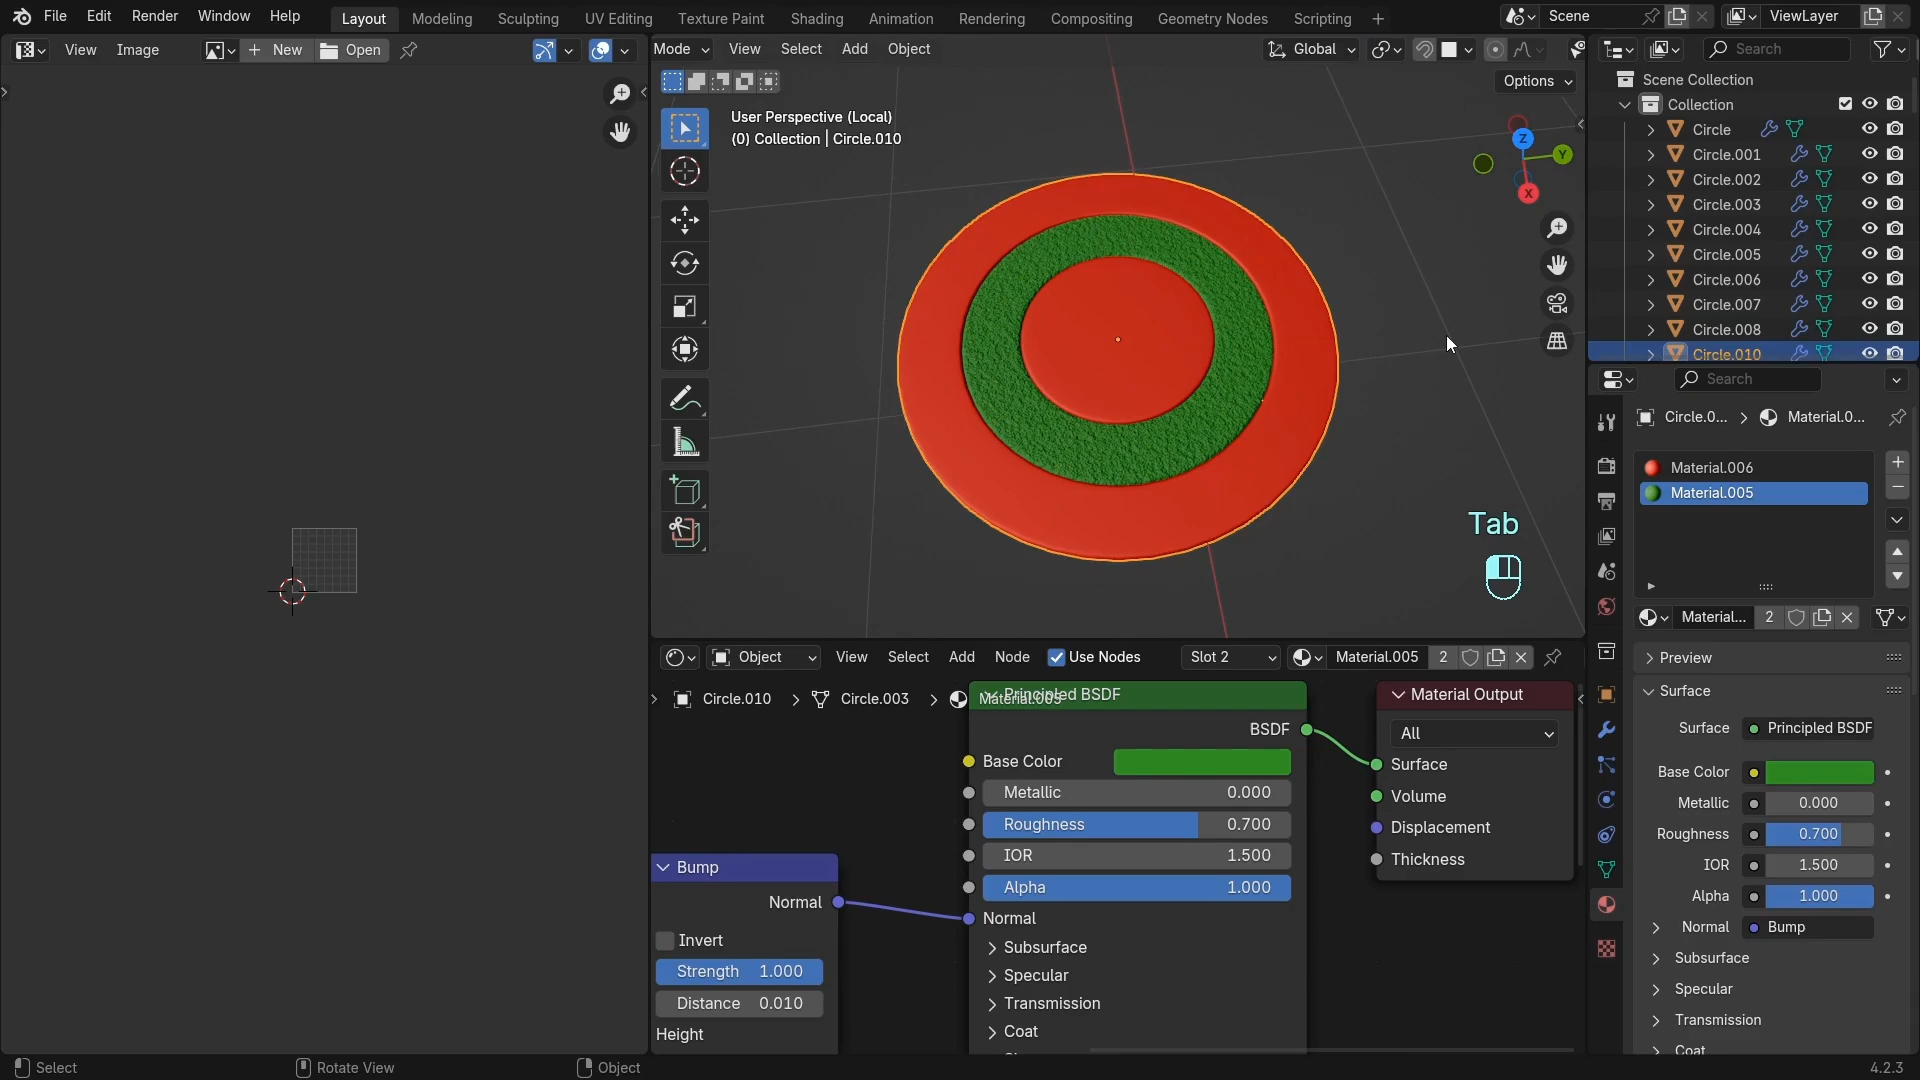 File Edit Render Window Help Layout Modeling Sculpting UV Editing Texture Paint Shading Animation Rendering Compositing Geometry Nodes Scripting + Scene ViewLayer
View Image + New Open
Mode View Select Add Object Global
Search
Options
User Perspective (Local)
(0) Collection | Circle.010
Z
Y
X
Tab
Scene Collection
Collection
Circle
Circle.001
Circle.002
Circle.003
Circle.004
Circle.005
Circle.006
Circle.007
Circle.008
Circle.010
Search
Circle.0... > Material.0...
Material.006
Material.005
Material... 2
Preview
Surface
Surface Principled BSDF
Base Color
Metallic 0.000
Roughness 0.700
IOR 1.500
Alpha 1.000
Normal Bump
Subsurface
Specular
Transmission
Coat
Object View Select Add Node Use Nodes Slot 2 Material.005 2
Circle.010 > Circle.003 > Material.005
Principled BSDF
BSDF
Base Color
Metallic 0.000
Roughness 0.700
IOR 1.500
Alpha 1.000
Normal
Subsurface
Specular
Transmission
Coat
Material Output
All
Surface
Volume
Displacement
Thickness
Bump
Normal
Invert
Strength 1.000
Distance 0.010
Height
Select Rotate View Object 4.2.3